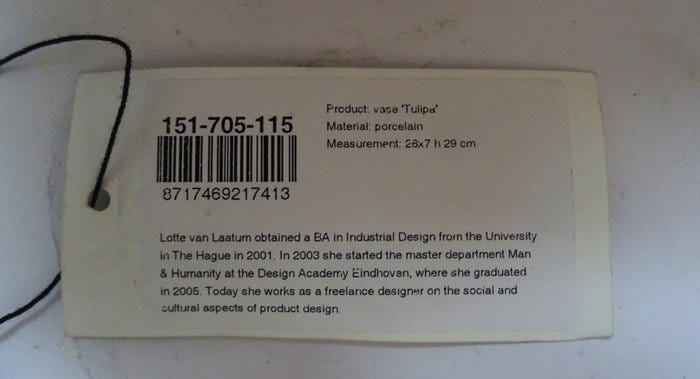 151-705-115
8717469217413
Product: vase 'Tulipa'
Material: porcelain
Measurement: 26x7 h 29 cm
Lotte van Laatum obtained a BA in Industrial Design from the University
in The Hague in 2001. In 2003 she started the master department Man
& Humanity at the Design Academy Eindhoven, where she graduated
in 2005. Today she works as a freelance designer on the social and
cultural aspects of product design.